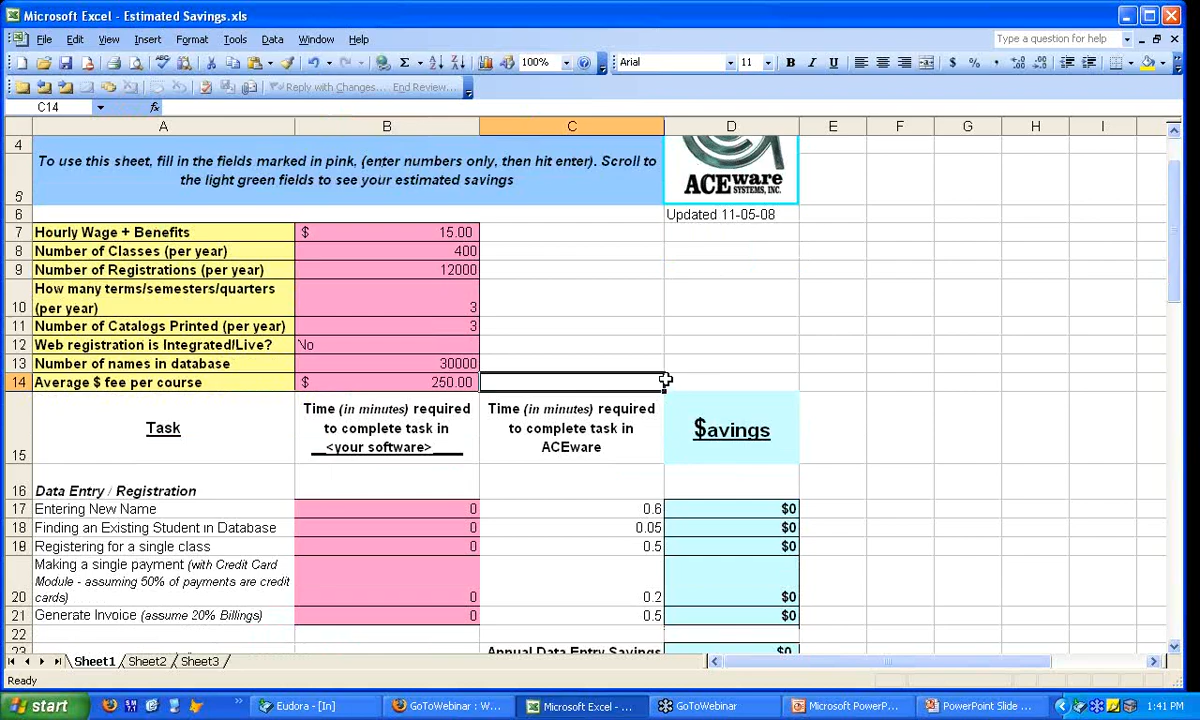 Microsoft Excel - Estimated Savings.xls
File Edit View Insert Format Tools Data Window Help
Type a question for help
100% Arial 11 B I U $ % ,
Reply with Changes... End Review...
C14 fx
A B C D E F G H I
4
To use this sheet, fill in the fields marked in pink, (enter numbers only, then hit enter). Scroll to
the light green fields to see your estimated savings
ACEware
SYSTEMS, INC.
5
6 Updated 11-05-08
7 Hourly Wage + Benefits $ 15.00
8 Number of Classes (per year) 400
9 Number of Registrations (per year) 12000
How many terms/semesters/quarters
10 (per year) 3
11 Number of Catalogs Printed (per year) 3
12 Web registration is Integrated/Live? No
13 Number of names in database 30000
14 Average $ fee per course $ 250.00
Time (in minutes) required Time (in minutes) required
Task to complete task in to complete task in $avings
15 <your software> ACEware
16 Data Entry / Registration
17 Entering New Name 0 0.6 $0
18 Finding an Existing Student in Database 0 0.05 $0
19 Registering for a single class 0 0.5 $0
Making a single payment (with Credit Card
Module - assuming 50% of payments are credit
20 cards) 0 0.2 $0
21 Generate Invoice (assume 20% Billings) 0 0.5 $0
22
23 Annual Data Entry Savings $0
Sheet1 Sheet2 Sheet3
Ready
start Eudora - [In] GoToWebinar : W... Microsoft Excel - ... GoToWebinar Microsoft PowerP... PowerPoint Slide ... 1:41 PM